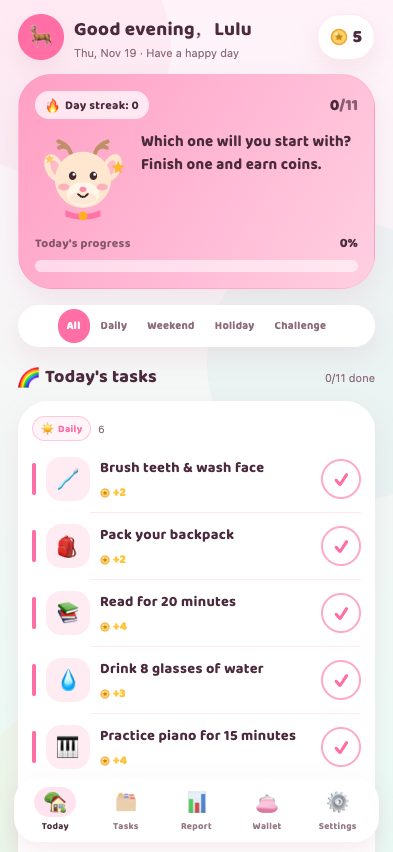 Good evening， Lulu
Thu, Nov 19 · Have a happy day
5
Day streak: 0
0/11
Which one will you start with?
Finish one and earn coins.
Today's progress
0%
All
Daily
Weekend
Holiday
Challenge
Today's tasks
0/11 done
Daily
6
Brush teeth & wash face
+2
Pack your backpack
+2
Read for 20 minutes
+4
Drink 8 glasses of water
+3
Practice piano for 15 minutes
+4
Today
Tasks
Report
Wallet
Settings